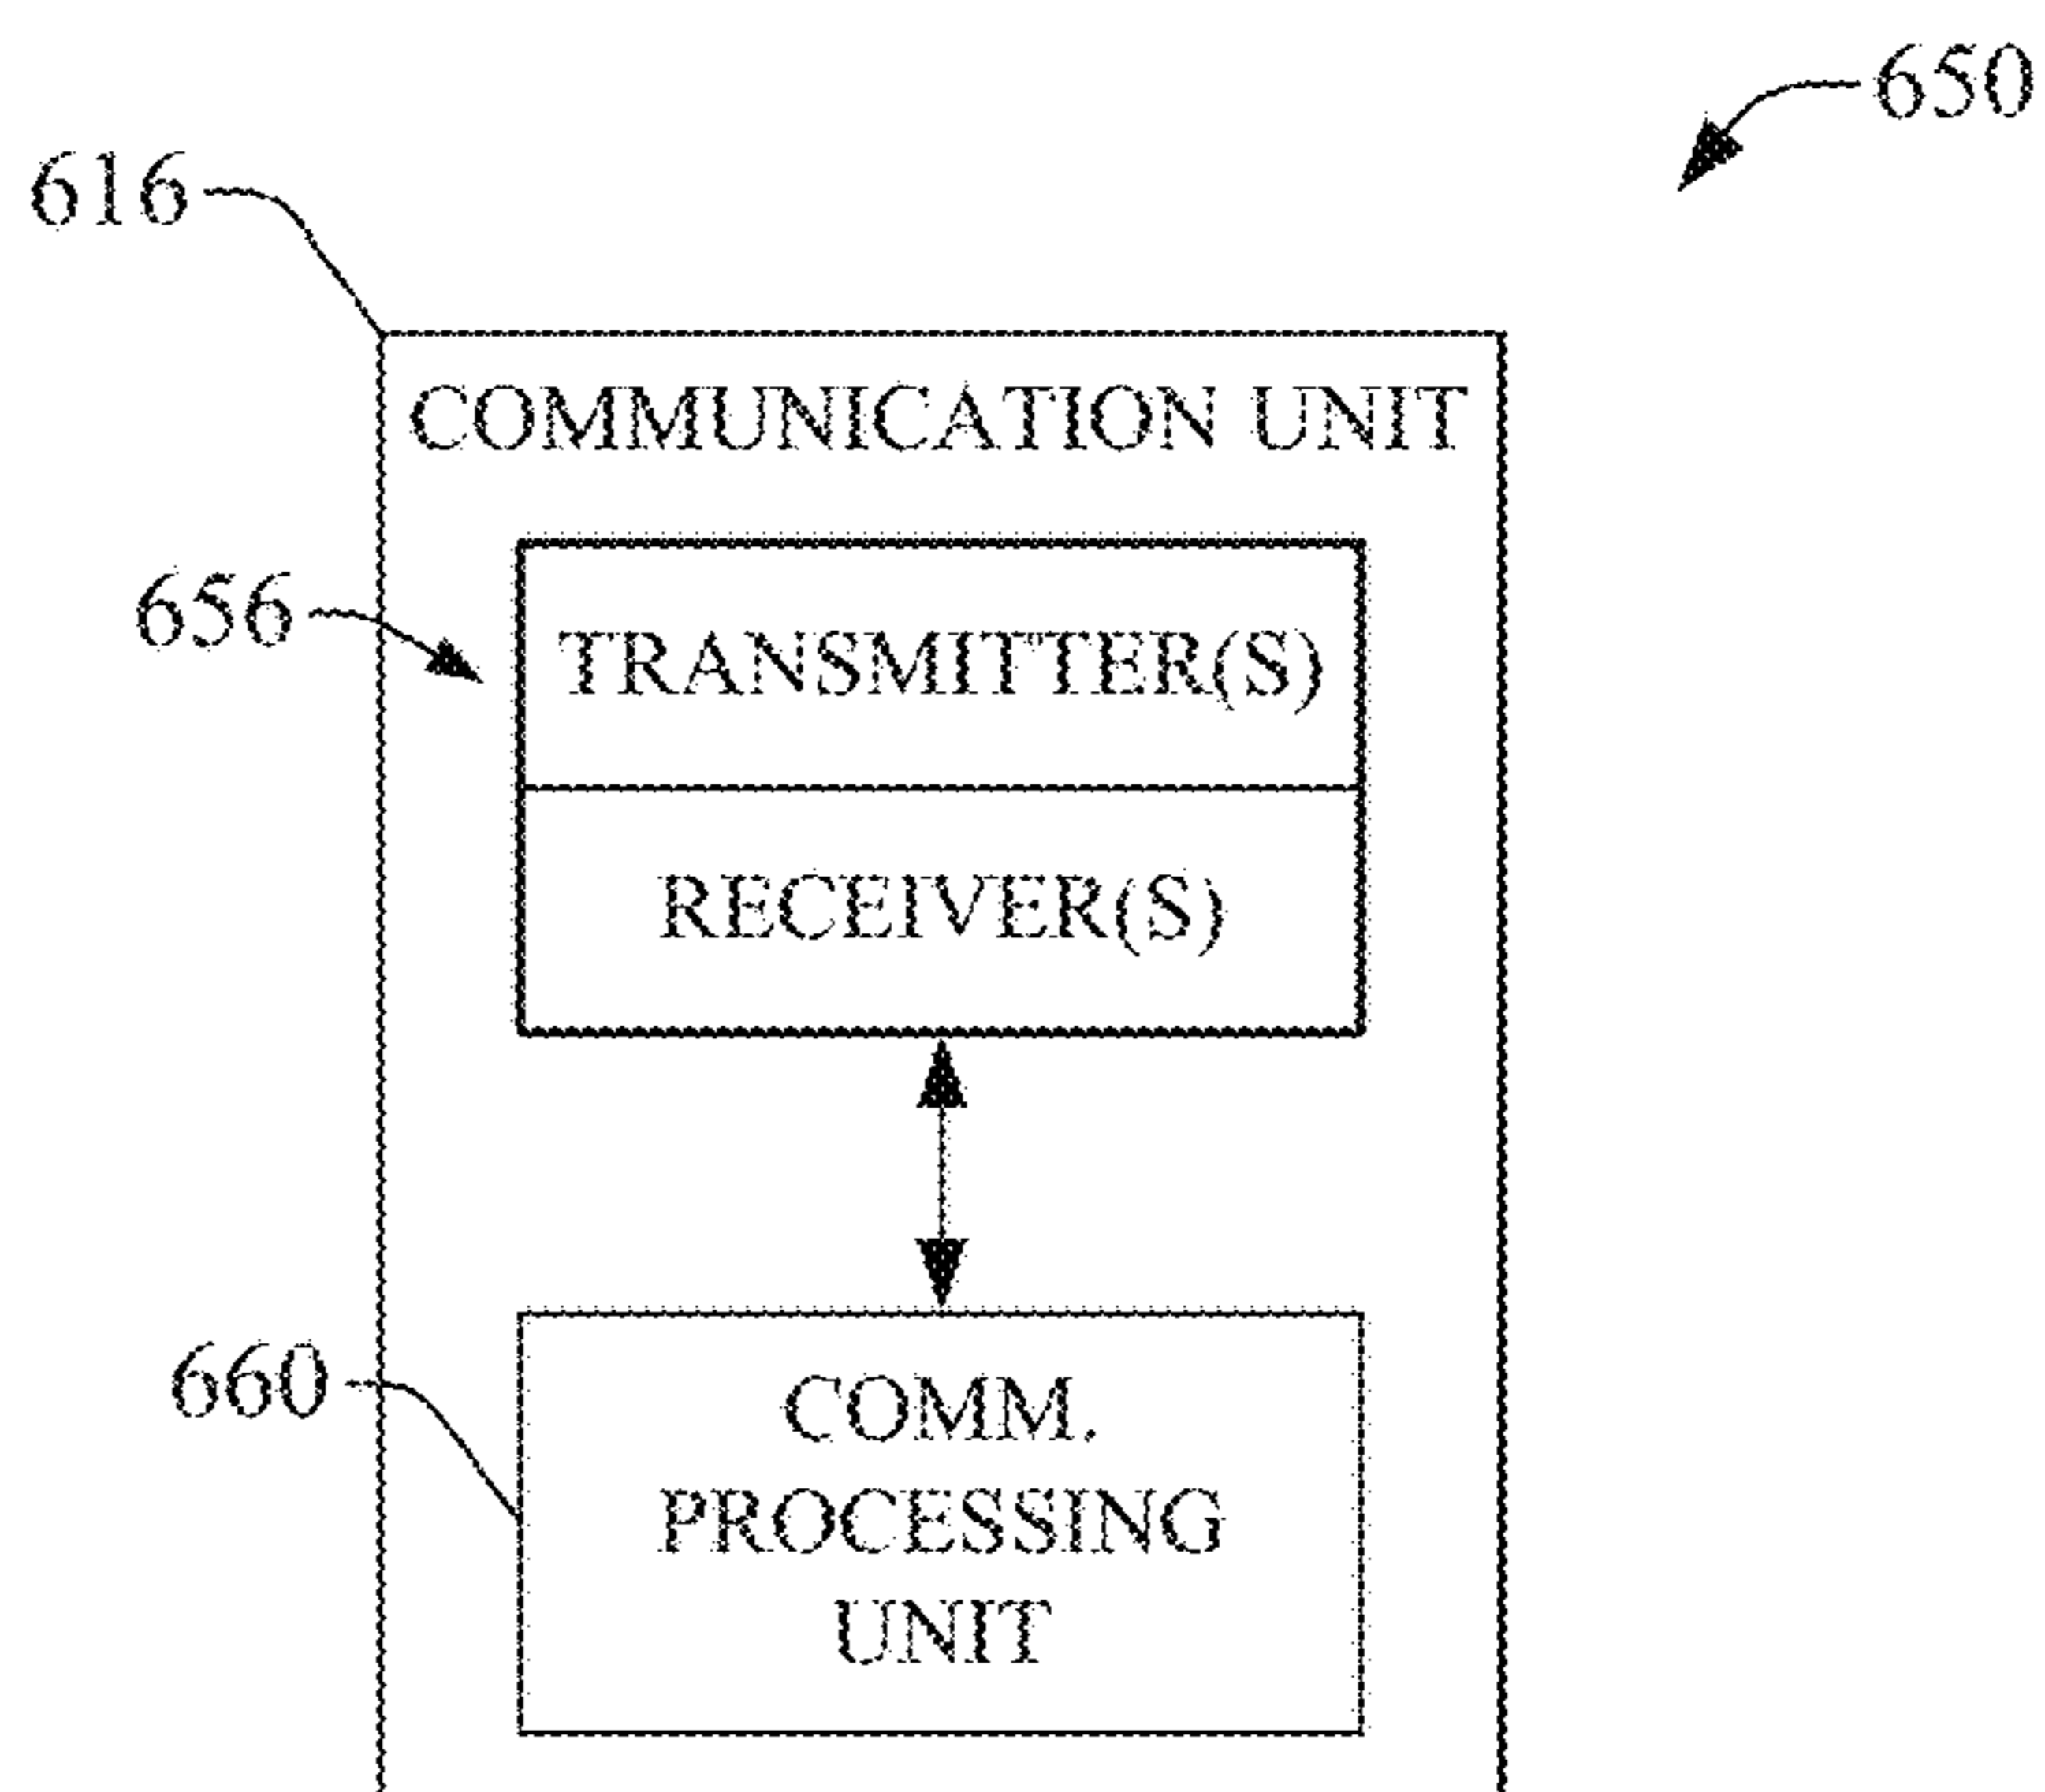 650
616
COMMUNICATION UNIT
656
TRANSMITTER(S)
RECEIVER(S)
660
COMM.
PROCESSING
UNIT